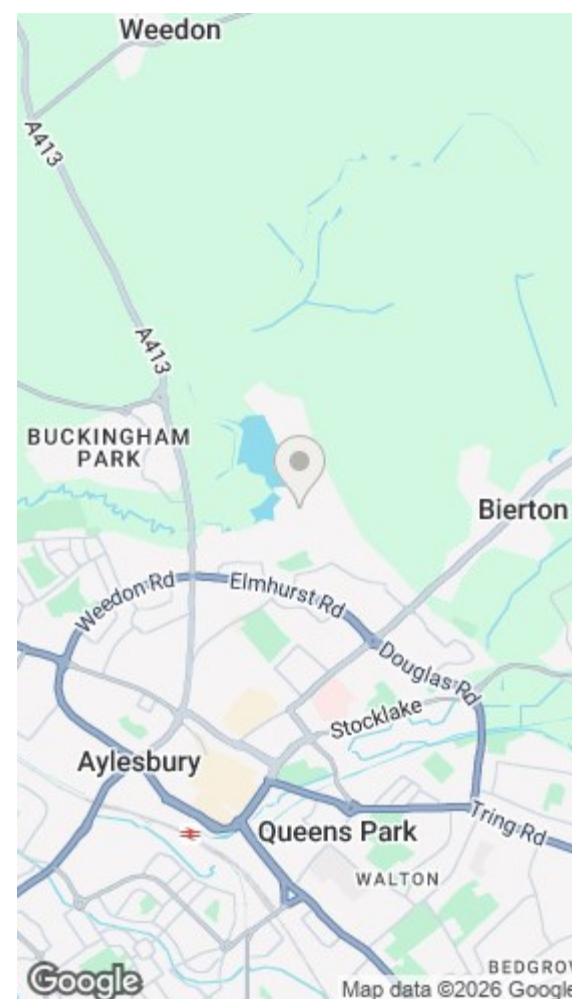 Weedon
A413
A413
BUCKINGHAM
PARK
Bierton
Weedon Rd
Elmhurst Rd
Douglas Rd
Stocklake
Aylesbury
Queens Park
Tring Rd
WALTON
BEDGROV
Google
Map data ©2026 Google